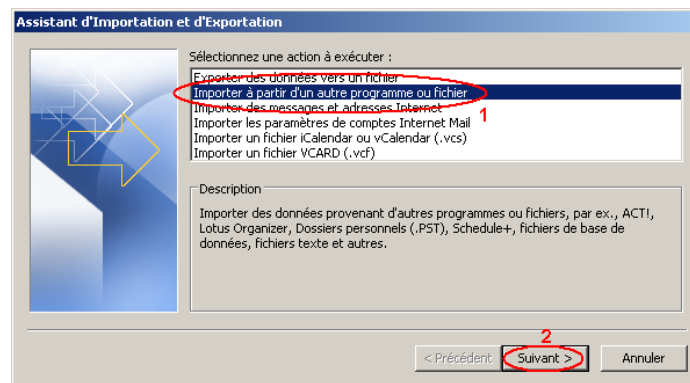 Assistant d'Importation et d'Exportation
Sélectionnez une action à exécuter :
Exporter des données vers un fichier
Importer à partir d'un autre programme ou fichier
Importer des messages et adresses Internet
1
Importer les paramètres de comptes Internet Mail
Importer un fichier iCalendar ou vCalendar (.vcs)
Importer un fichier VCARD (.vcf)
Description
Importer des données provenant d'autres programmes ou fichiers, par ex., ACT!,
Lotus Organizer, Dossiers personnels (.PST), Schedule+, fichiers de base de
données, fichiers texte et autres.
2
< Précédent Suivant > Annuler